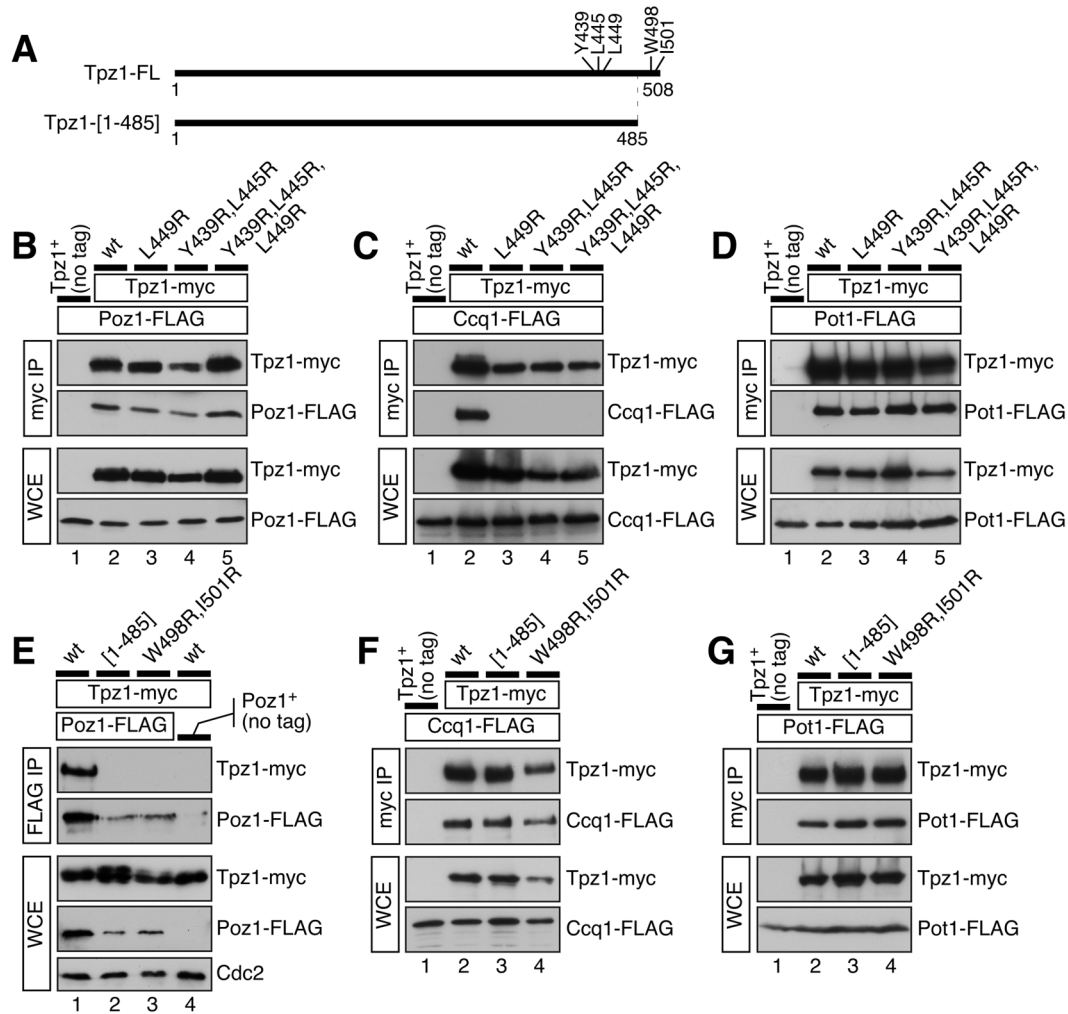 A
Y439
L445
L449
W498
I501
Tpz1-FL
1
508
Tpz1-[1-485]
1
485
B
Tpz1+
(no tag)
wt
L449R
Y439R,L445R
Y439R,L445R,
L449R
Tpz1-myc
Poz1-FLAG
myc IP
Tpz1-myc
Poz1-FLAG
WCE
Tpz1-myc
Poz1-FLAG
1 2 3 4 5
C
Tpz1+
(no tag)
wt
L449R
Y439R,L445R
Y439R,L445R,
L449R
Tpz1-myc
Ccq1-FLAG
myc IP
Tpz1-myc
Ccq1-FLAG
WCE
Tpz1-myc
Ccq1-FLAG
1 2 3 4 5
D
Tpz1+
(no tag)
wt
L449R
Y439R,L445R
Y439R,L445R,
L449R
Tpz1-myc
Pot1-FLAG
myc IP
Tpz1-myc
Pot1-FLAG
WCE
Tpz1-myc
Pot1-FLAG
1 2 3 4 5
E
wt
[1-485]
W498R,I501R
wt
Tpz1-myc
Poz1-FLAG
Poz1+
(no tag)
FLAG IP
Tpz1-myc
Poz1-FLAG
WCE
Tpz1-myc
Poz1-FLAG
Cdc2
1 2 3 4
F
Tpz1+
(no tag)
wt
[1-485]
W498R,I501R
Tpz1-myc
Ccq1-FLAG
myc IP
Tpz1-myc
Ccq1-FLAG
WCE
Tpz1-myc
Ccq1-FLAG
1 2 3 4
G
Tpz1+
(no tag)
wt
[1-485]
W498R,I501R
Tpz1-myc
Pot1-FLAG
myc IP
Tpz1-myc
Pot1-FLAG
WCE
Tpz1-myc
Pot1-FLAG
1 2 3 4